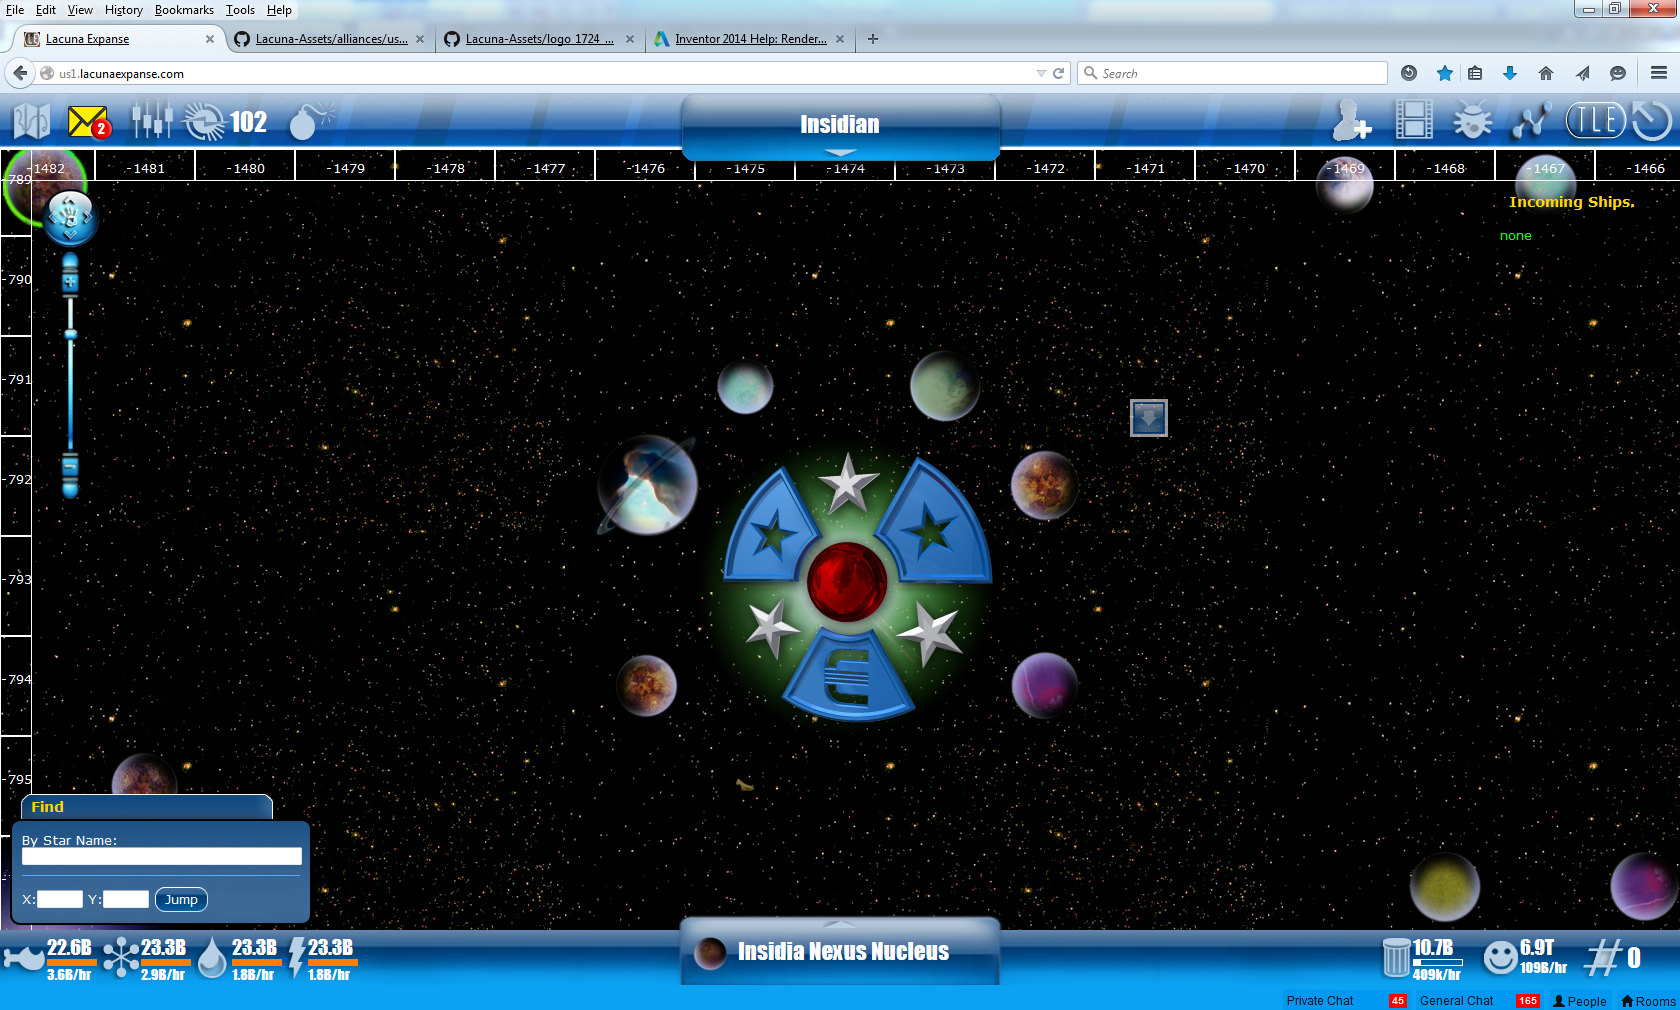 File Edit View History Bookmarks Tools Help
Lacuna Expanse
Lacuna-Assets/alliances/us...
Lacuna-Assets/logo_1724_...
Inventor 2014 Help: Render...
us1.lacunaexpanse.com
Search
2
102
Insidian
TLE
-1482 -1481 -1480 -1479 -1478 -1477 -1476 -1475 -1474 -1473 -1472 -1471 -1470 -1469 -1468 -1467 -1466
-789
Incoming Ships.
none
-790
-791
-792
-793
-794
-795
Find
By Star Name:
X: Y: Jump
22.6B 23.3B 23.3B 23.3B
3.6B/hr 2.9B/hr 1.8B/hr 1.8B/hr
Insidia Nexus Nucleus
10.7B 6.9T 0
409k/hr 109B/hr
Private Chat 45 General Chat 165 People Rooms